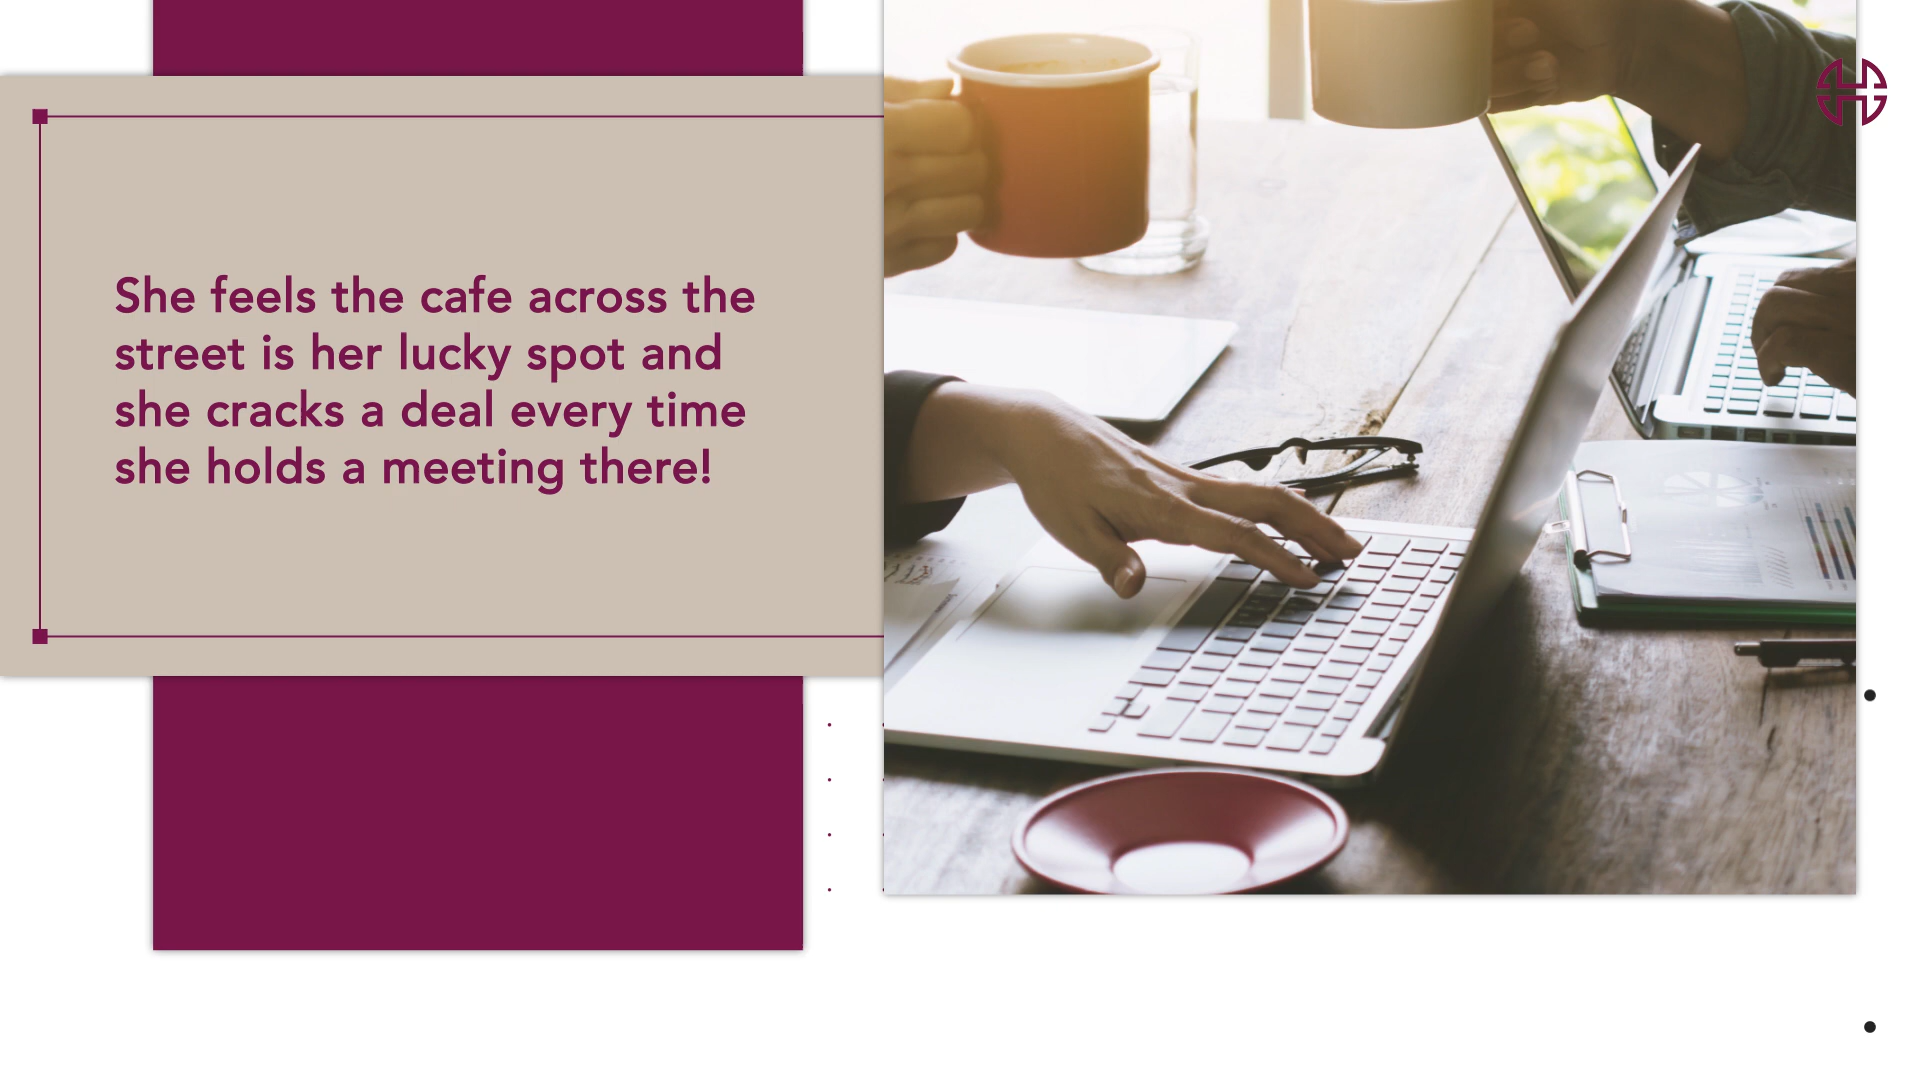 She feels the cafe across the
street is her lucky spot and
she cracks a deal every time
she holds a meeting there!